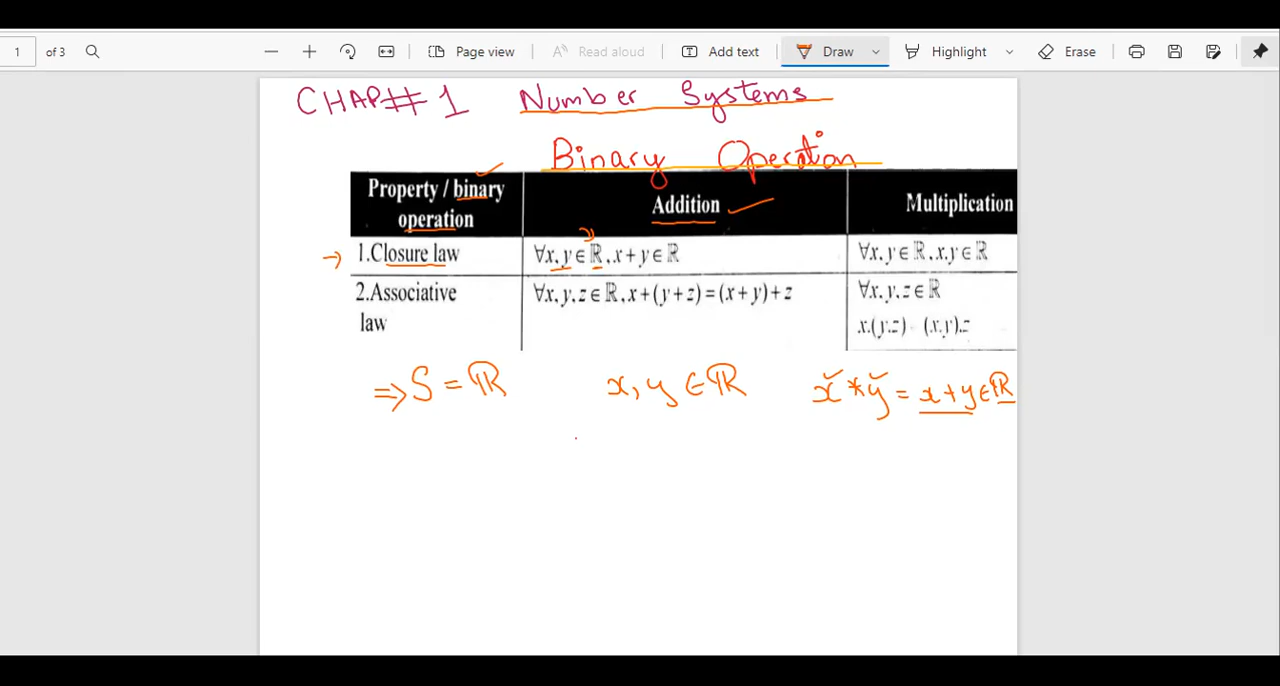 1 of 3 Page view Read aloud Add text Draw Highlight Erase
CHAP# 1 Number Systems
Binary Operation
Property / binary operation Addition Multiplication
1.Closure law ∀x, y ∈ ℝ, x + y ∈ ℝ ∀x, y ∈ ℝ, x.y ∈ ℝ
2.Associative law ∀x, y, z ∈ ℝ, x + (y + z) = (x + y) + z ∀x, y, z ∈ ℝ
x.(y.z) (x.y).z
⇒ S = ℝ x, y ∈ ℝ x * y = x + y ∈ ℝ